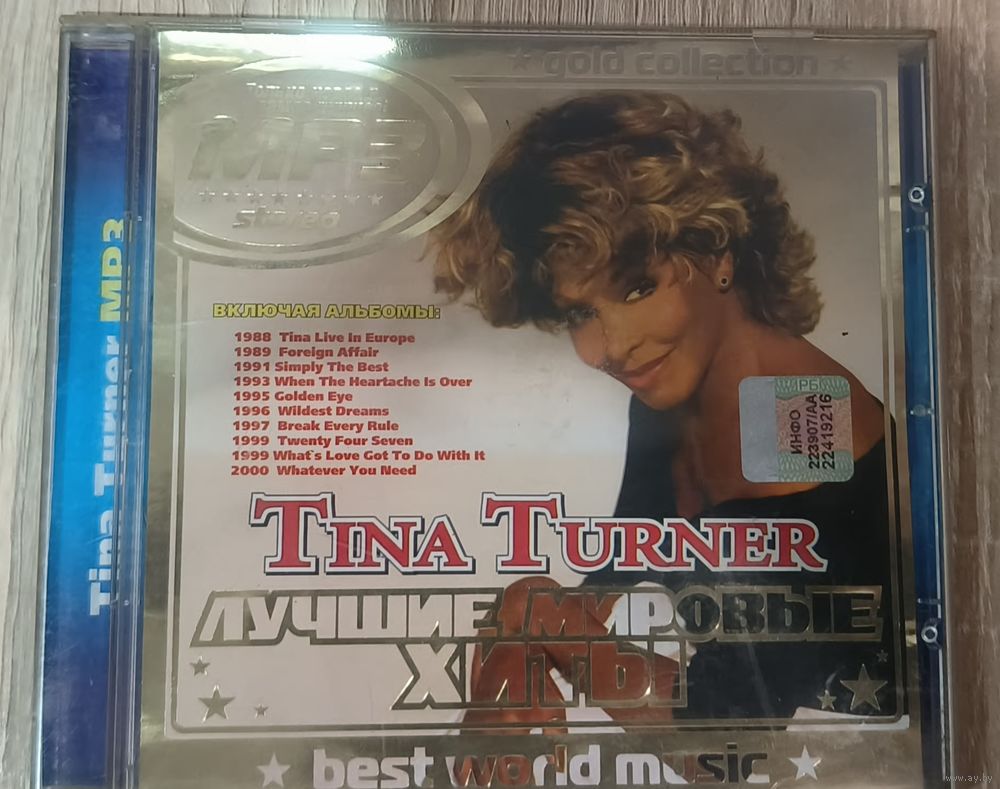 ★ gold collection ★
MP3
stereo
ВКЛЮЧАЯ АЛЬБОМЫ:
1988 Tina Live In Europe
1989 Foreign Affair
1991 Simply The Best
1993 When The Heartache Is Over
1995 Golden Eye
1996 Wildest Dreams
1997 Break Every Rule
1999 Twenty Four Seven
1999 What`s Love Got To Do With It
2000 Whatever You Need
РБ
ИНФО
223907/АА
22419216
TINA TURNER
ЛУЧШИЕ МИРОВЫЕ
ХИТЫ
★ best world music ★
Tina Turner MP3
www.ay.by